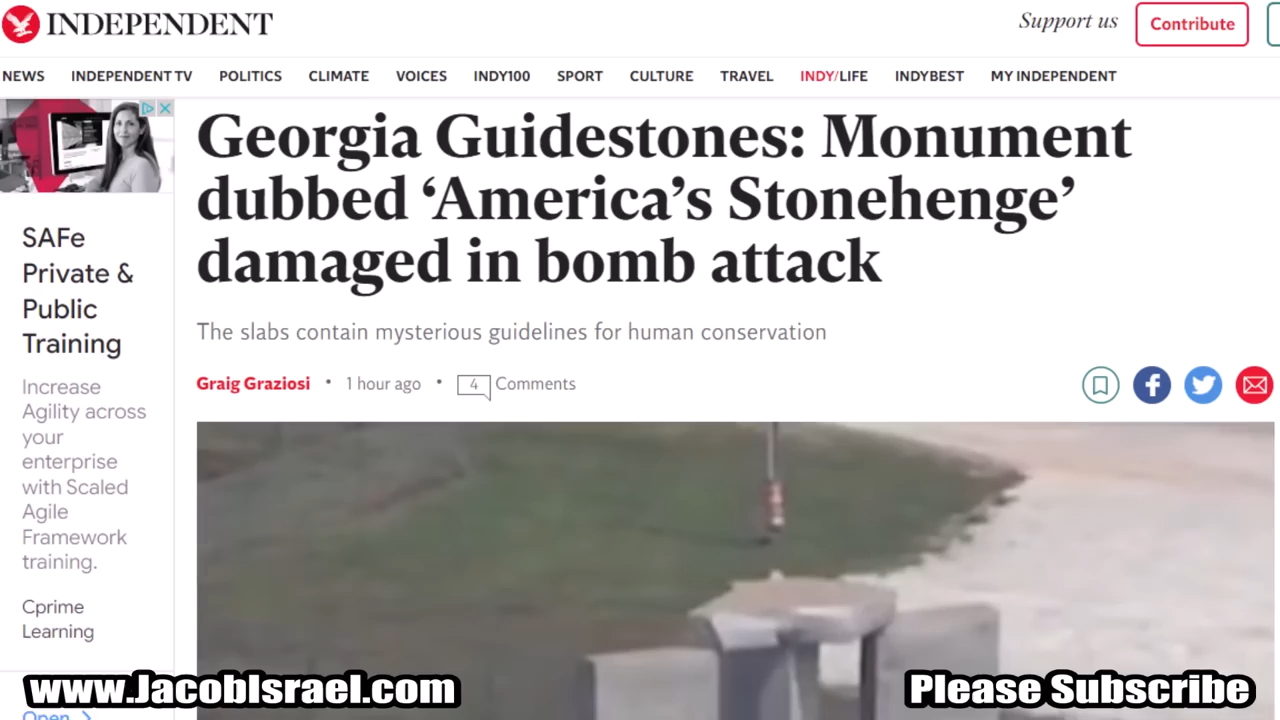 INDEPENDENT
Support us
Contribute
NEWS INDEPENDENT TV POLITICS CLIMATE VOICES INDY100 SPORT CULTURE TRAVEL INDY/LIFE INDYBEST MY INDEPENDENT
Georgia Guidestones: Monument
dubbed ‘America’s Stonehenge’
damaged in bomb attack
The slabs contain mysterious guidelines for human conservation
Graig Graziosi • 1 hour ago • 4 Comments
SAFe
Private &
Public
Training
Increase
Agility across
your
enterprise
with Scaled
Agile
Framework
training.
Cprime
Learning
Open
www.JacobIsrael.com
Please Subscribe